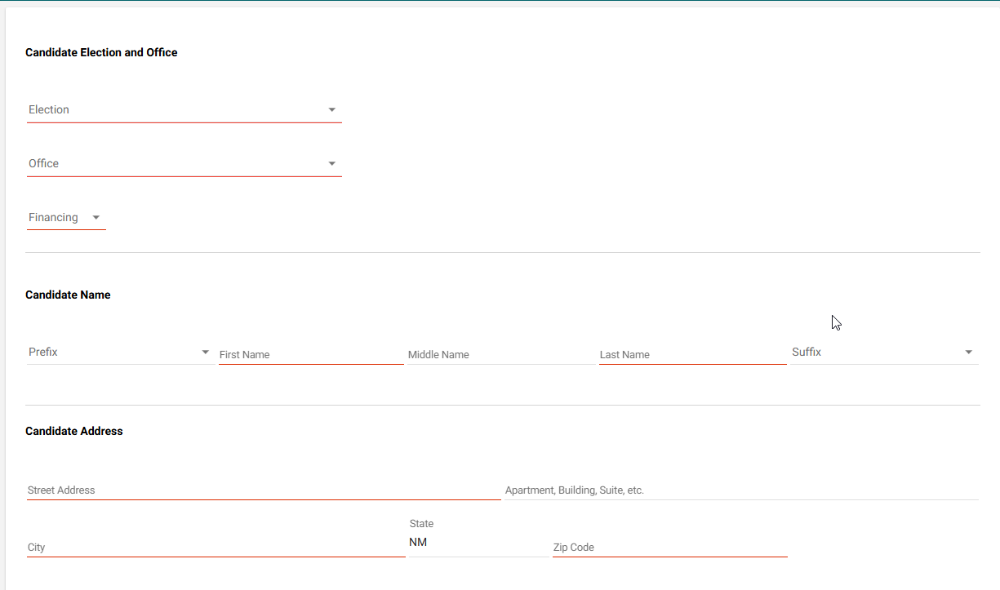 Candidate Election and Office
Election
Office
Financing
Candidate Name
Prefix First Name Middle Name Last Name Suffix
Candidate Address
Street Address Apartment, Building, Suite, etc.
State
NM
City Zip Code